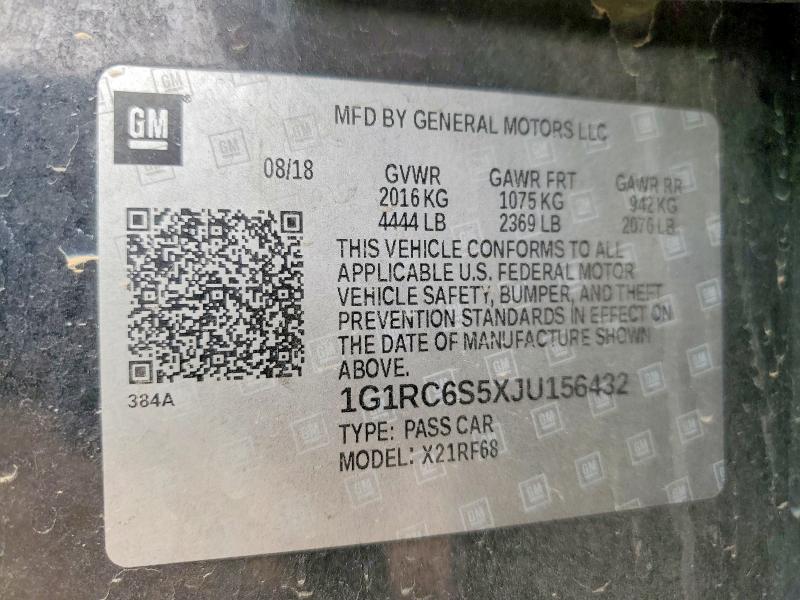 GM
MFD BY GENERAL MOTORS LLC
08/18
GVWR
2016 KG
4444 LB
GAWR FRT
1075 KG
2369 LB
GAWR RR
942 KG
2076 LB
THIS VEHICLE CONFORMS TO ALL
APPLICABLE U.S. FEDERAL MOTOR
VEHICLE SAFETY, BUMPER, AND THEFT
PREVENTION STANDARDS IN EFFECT ON
THE DATE OF MANUFACTURE SHOWN
ABOVE.
384A
1G1RC6S5XJU156432
TYPE: PASS CAR
MODEL: X21RF68